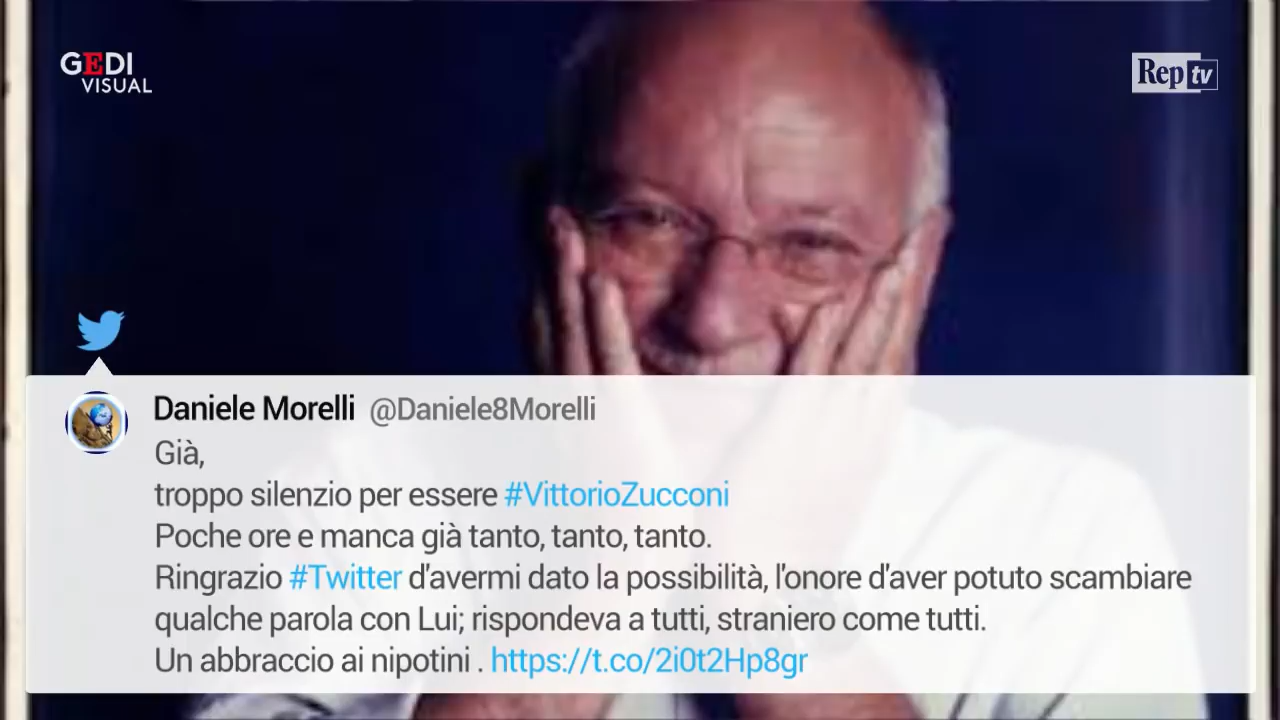 GEDI
VISUAL
Rep tv
Daniele Morelli @Daniele8Morelli
Già,
troppo silenzio per essere #VittorioZucconi
Poche ore e manca già tanto, tanto, tanto.
Ringrazio #Twitter d'avermi dato la possibilità, l'onore d'aver potuto scambiare
qualche parola con Lui; rispondeva a tutti, straniero come tutti.
Un abbraccio ai nipotini . https://t.co/2i0t2Hp8gr